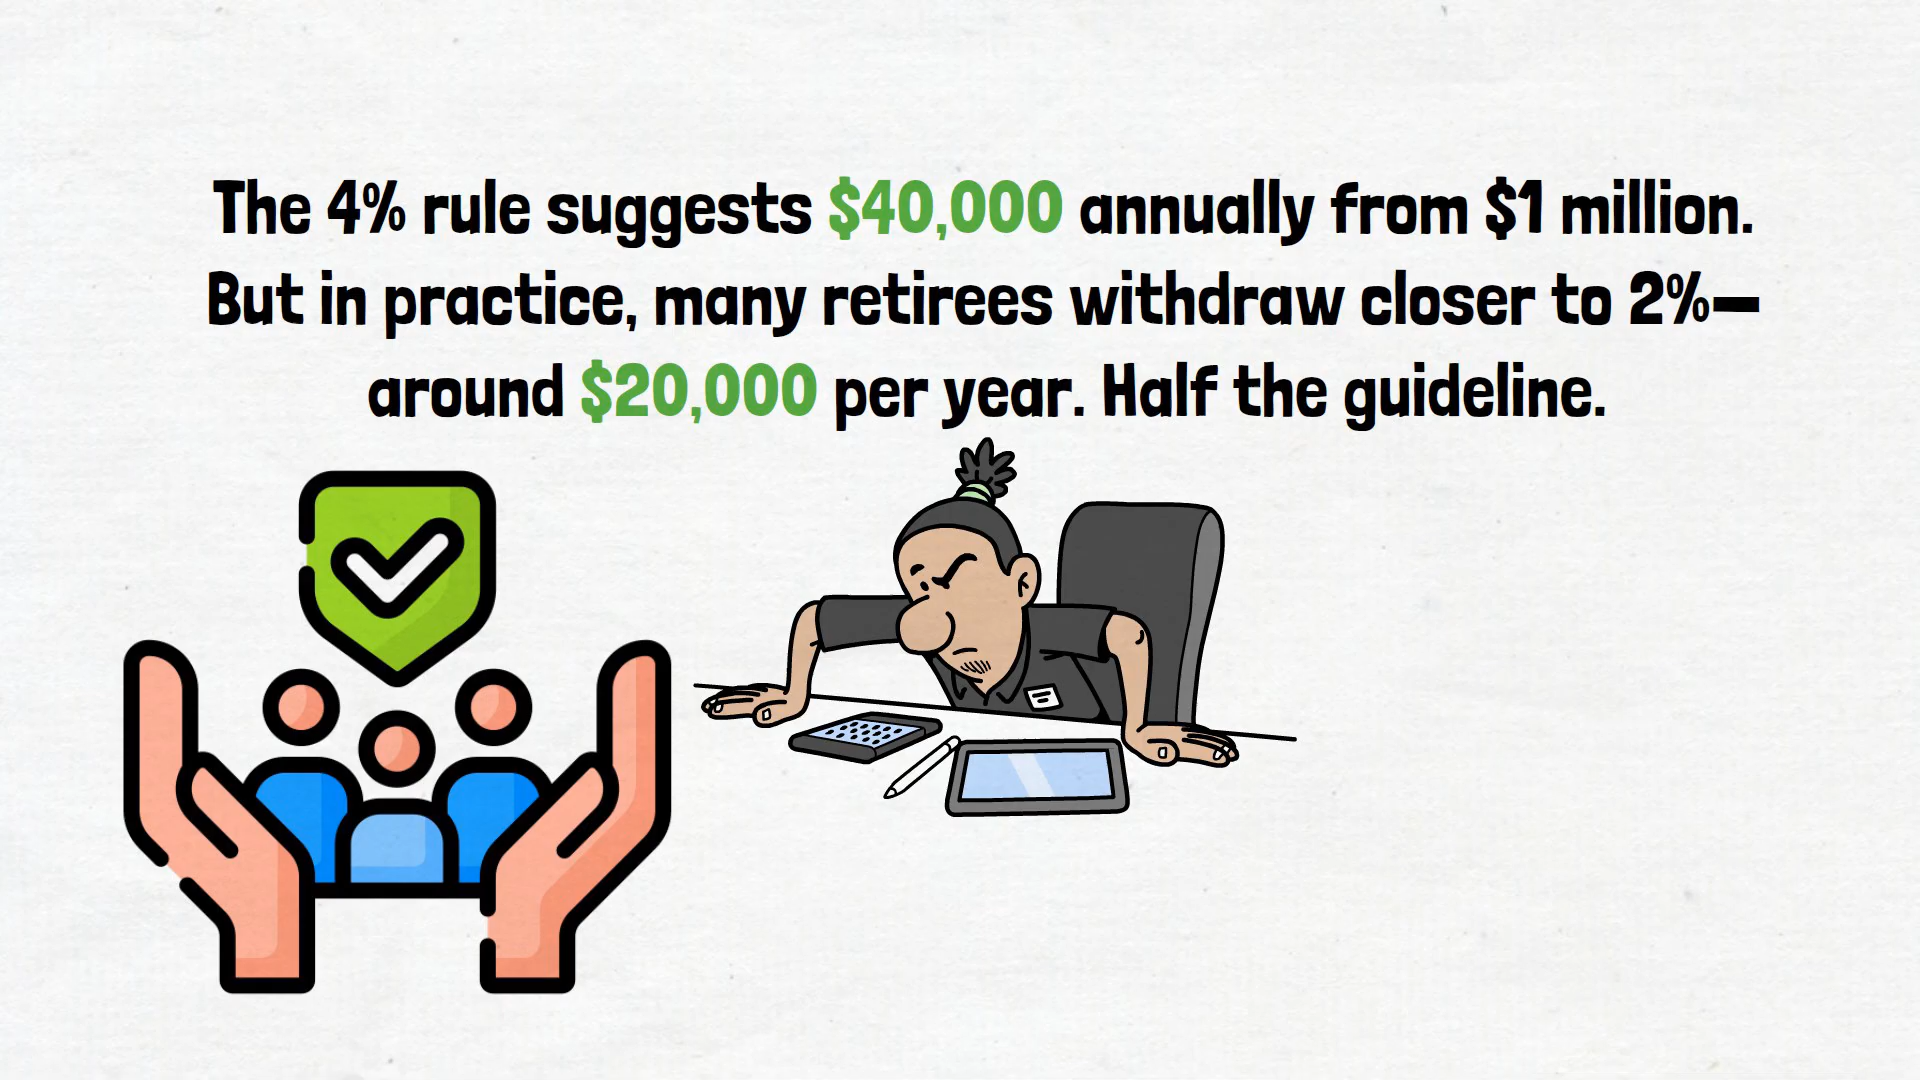 The 4% rule suggests $40,000 annually from $1 million.
But in practice, many retirees withdraw closer to 2%—
around $20,000 per year. Half the guideline.